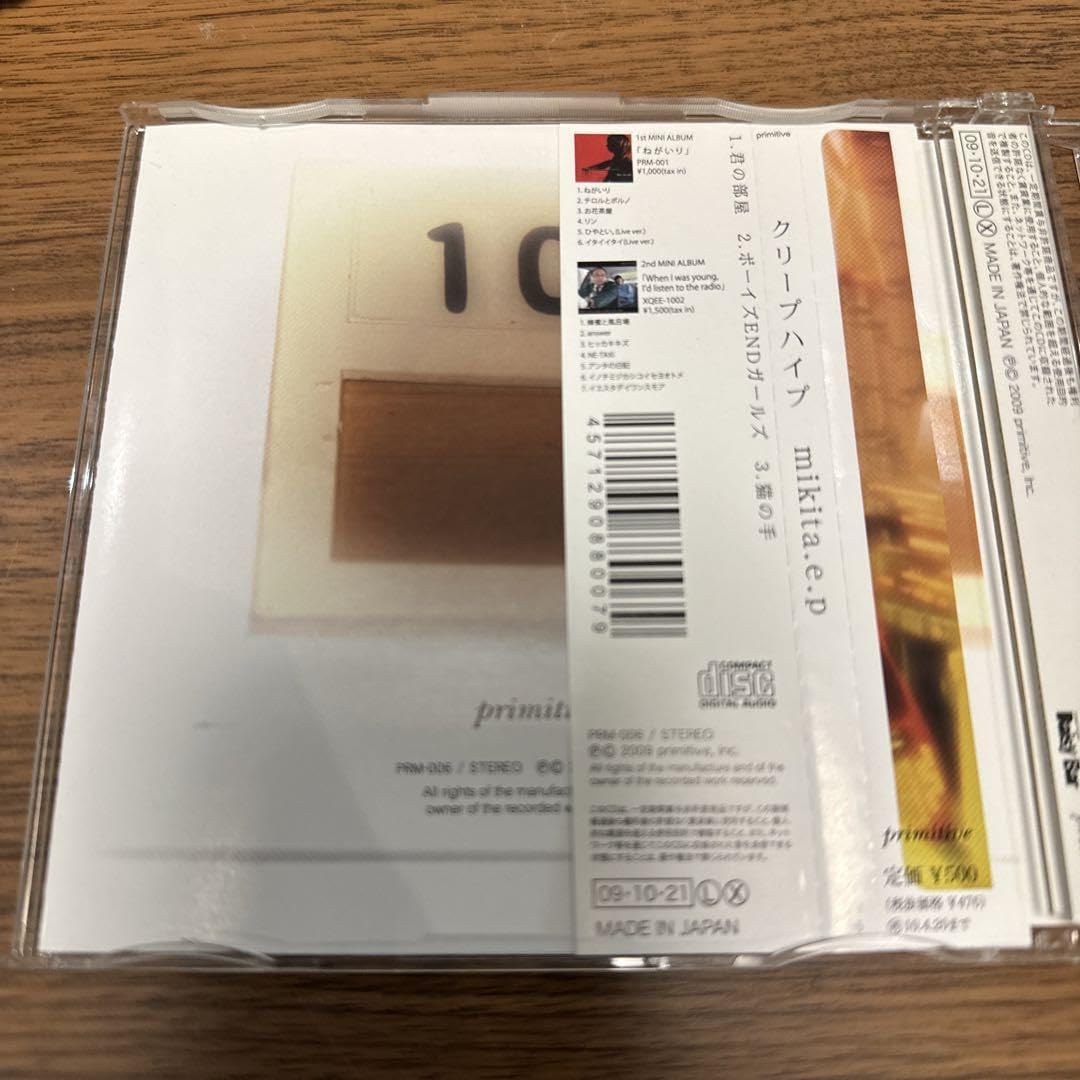 10
primit
PRM-006 / STEREO ℗©
All rights of the manufac
owner of the recorded w
1st MINI ALBUM
「ねがいり」
PRM-001
¥1,000(tax in)
1. ねがいり
2. チロルとポルノ
3. お花茶屋
4. リン
5. ひやとい。(Live ver.)
6. イタイイタイ(Live ver.)
2nd MINI ALBUM
「When I was young,
I'd listen to the radio」
XQEE-1002
¥1,500(tax in)
1. 蜂蜜と風呂場
2. answer
3. ヒッカキキズ
4. NE-TAXI
5. アンタの日記
6. イノチミジカシコイセヨオトメ
7. イエスタデイワンスモア
4571290880079
COMPACT
disc
DIGITAL AUDIO
PRM-006 / STEREO
℗© 2009 primitive, inc.
All rights of the manufacture and of the
owner of the recorded work reserved.
09·10·21 Ⓛ Ⓧ
MADE IN JAPAN
primitive
1.君の部屋 2.ボーイズENDガールズ 3.猫の手
クリープハイプ mikita.e.p
primitive
定価 ¥500
(税抜価格 ¥476)
09·10·21 Ⓛ Ⓧ MADE IN JAPAN ℗© 2009 primitive, inc.